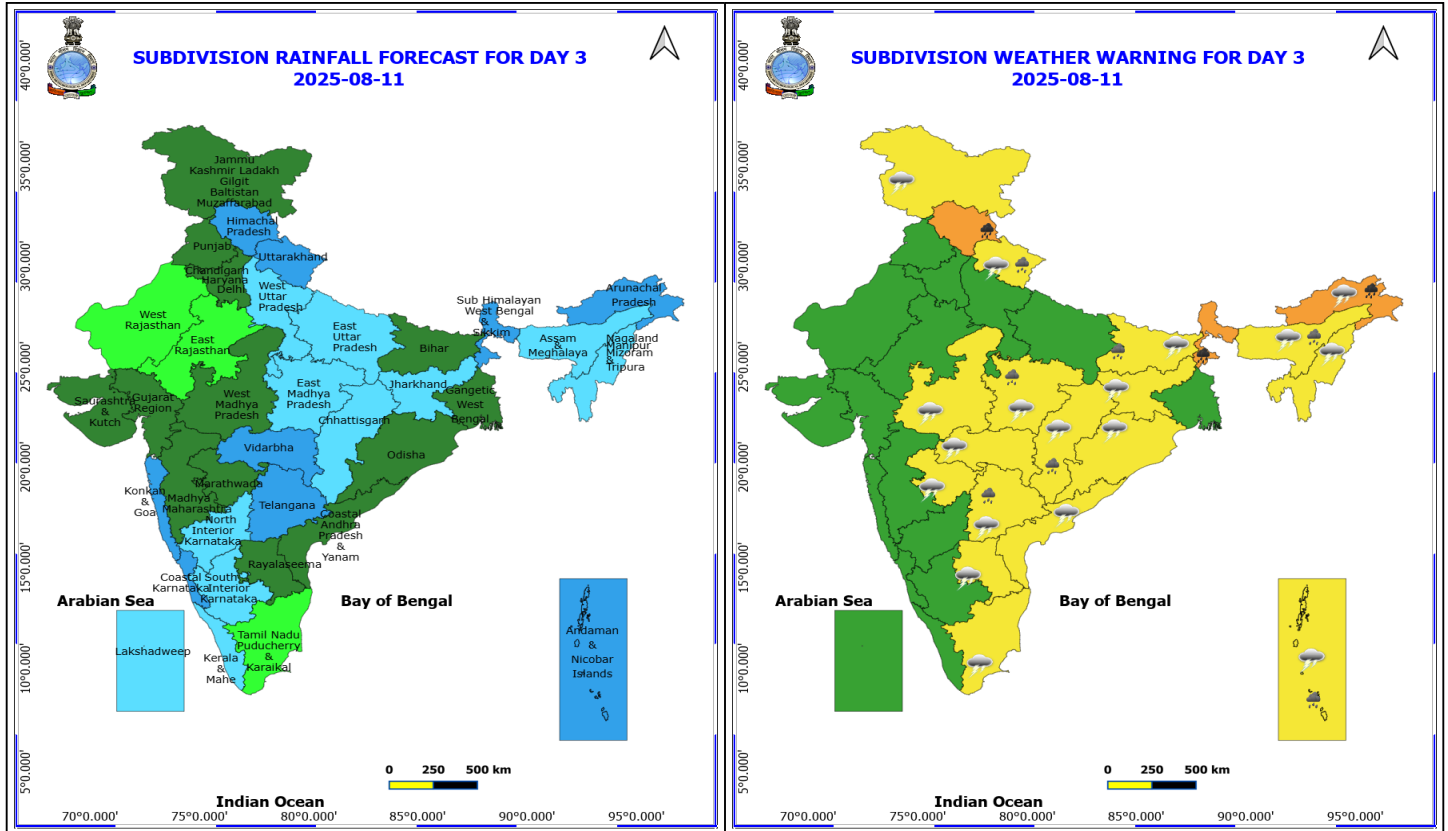 SUBDIVISION RAINFALL FORECAST FOR DAY 3
2025-08-11
40°0.000'
35°0.000'
30°0.000'
25°0.000'
20°0.000'
15°0.000'
10°0.000'
5°0.000'
Jammu
Kashmir Ladakh
Gilgit
Baltistan
Muzaffarabad
Himachal
Pradesh
Punjab
Uttarakhand
Chandigarh
Haryana
Delhi
West
Uttar
Pradesh
West
Rajasthan
East
Rajasthan
East
Uttar
Pradesh
Sub Himalayan
West Bengal
&
Sikkim
Arunachal
Pradesh
Assam
&
Meghalaya
Nagaland
Manipur
Mizoram
&
Tripura
Bihar
Jharkhand
Gangetic
West
Bengal
East
Madhya
Pradesh
West
Madhya
Pradesh
Saurashtra
&
Kutch
Gujarat
Region
Chhattisgarh
Vidarbha
Odisha
Konkan
&
Goa
Marathwada
Madhya
Maharashtra
Telangana
North
Interior
Karnataka
Coastal
Andhra
Pradesh
&
Yanam
Rayalaseema
Coastal
Karnataka
South
Interior
Karnataka
Arabian Sea
Bay of Bengal
Lakshadweep
Tamil Nadu
Puducherry
&
Karaikal
Kerala
&
Mahe
Andaman
&
Nicobar
Islands
0 250 500 km
Indian Ocean
70°0.000' 75°0.000' 80°0.000' 85°0.000' 90°0.000' 95°0.000'
SUBDIVISION WEATHER WARNING FOR DAY 3
2025-08-11
40°0.000'
35°0.000'
30°0.000'
25°0.000'
20°0.000'
15°0.000'
10°0.000'
5°0.000'
Arabian Sea
Bay of Bengal
0 250 500 km
Indian Ocean
70°0.000' 75°0.000' 80°0.000' 85°0.000' 90°0.000' 95°0.000'